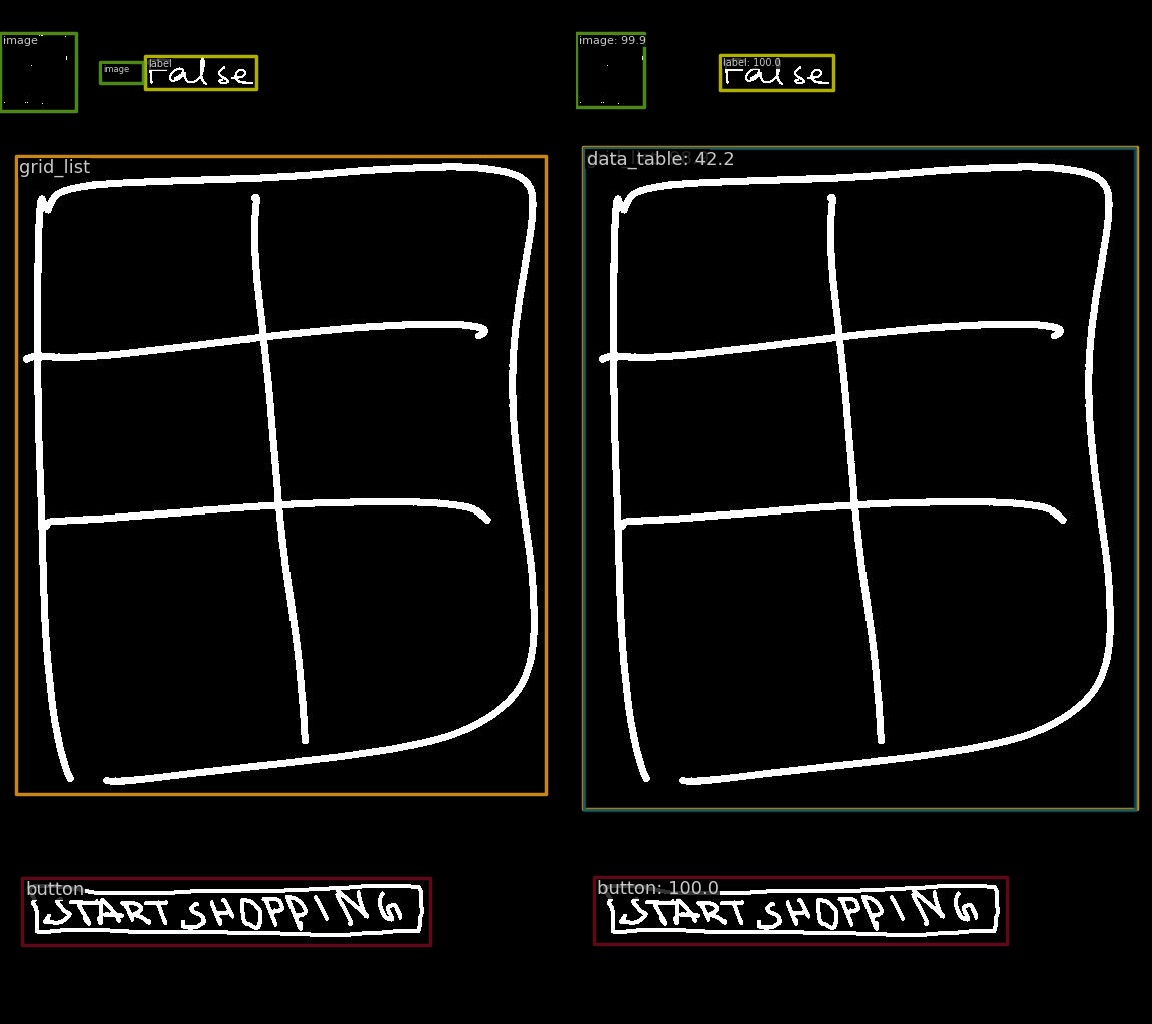 image image: 99.9
label label: 100.0
image
False False
grid_list data_table: 42.2
button button: 100.0
START SHOPPING START SHOPPING